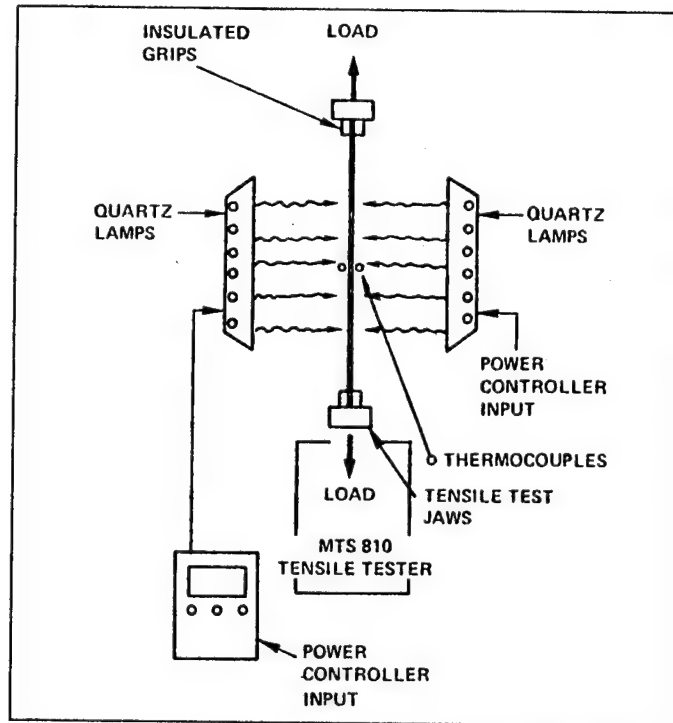 INSULATED
GRIPS
LOAD
QUARTZ
LAMPS
QUARTZ
LAMPS
POWER
CONTROLLER
INPUT
THERMOCOUPLES
LOAD
TENSILE TEST
JAWS
MTS 810
TENSILE TESTER
POWER
CONTROLLER
INPUT